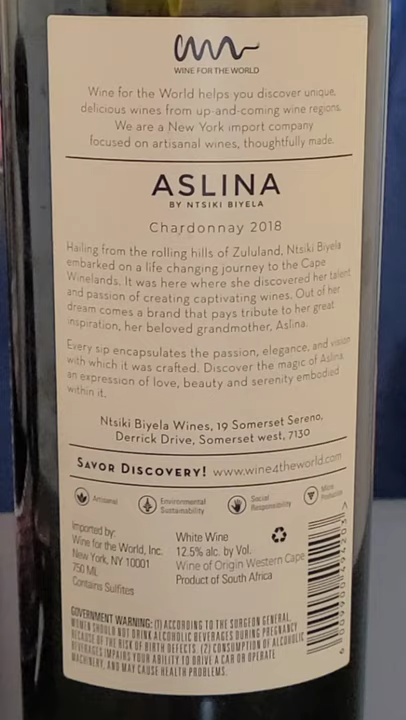 WINE FOR THE WORLD
Wine for the World helps you discover unique,
delicious wines from up-and-coming wine regions.
We are a New York import company
focused on artisanal wines, thoughtfully made.
ASLINA
BY NTSIKI BIYELA
Chardonnay 2018
Hailing from the rolling hills of Zululand, Ntsiki Biyela
embarked on a life changing journey to the Cape
Winelands. It was here where she discovered her talent
and passion of creating captivating wines. Out of her
dream comes a brand that pays tribute to her great
inspiration, her beloved grandmother, Aslina.
Every sip encapsulates the passion, elegance, and vision
with which it was crafted. Discover the magic of Aslina
an expression of love, beauty and serenity embodied
within it.
Ntsiki Biyela Wines, 19 Somerset Sereno,
Derrick Drive, Somerset west, 7130
SAVOR DISCOVERY! www.wine4theworld.com
Artisanal
Environmental
Sustainability
Social
Responsibility
Micro
Production
Imported by:
Wine for the World, Inc.
New York, NY 10001
750 ML
Contains Sulfites
White Wine
12.5% alc. by Vol.
Wine of Origin Western Cape
Product of South Africa
6 009900 494203 >
GOVERNMENT WARNING: (1) ACCORDING TO THE SURGEON GENERAL,
WOMEN SHOULD NOT DRINK ALCOHOLIC BEVERAGES DURING PREGNANCY
BECAUSE OF THE RISK OF BIRTH DEFECTS. (2) CONSUMPTION OF ALCOHOLIC
BEVERAGES IMPAIRS YOUR ABILITY TO DRIVE A CAR OR OPERATE
MACHINERY, AND MAY CAUSE HEALTH PROBLEMS.